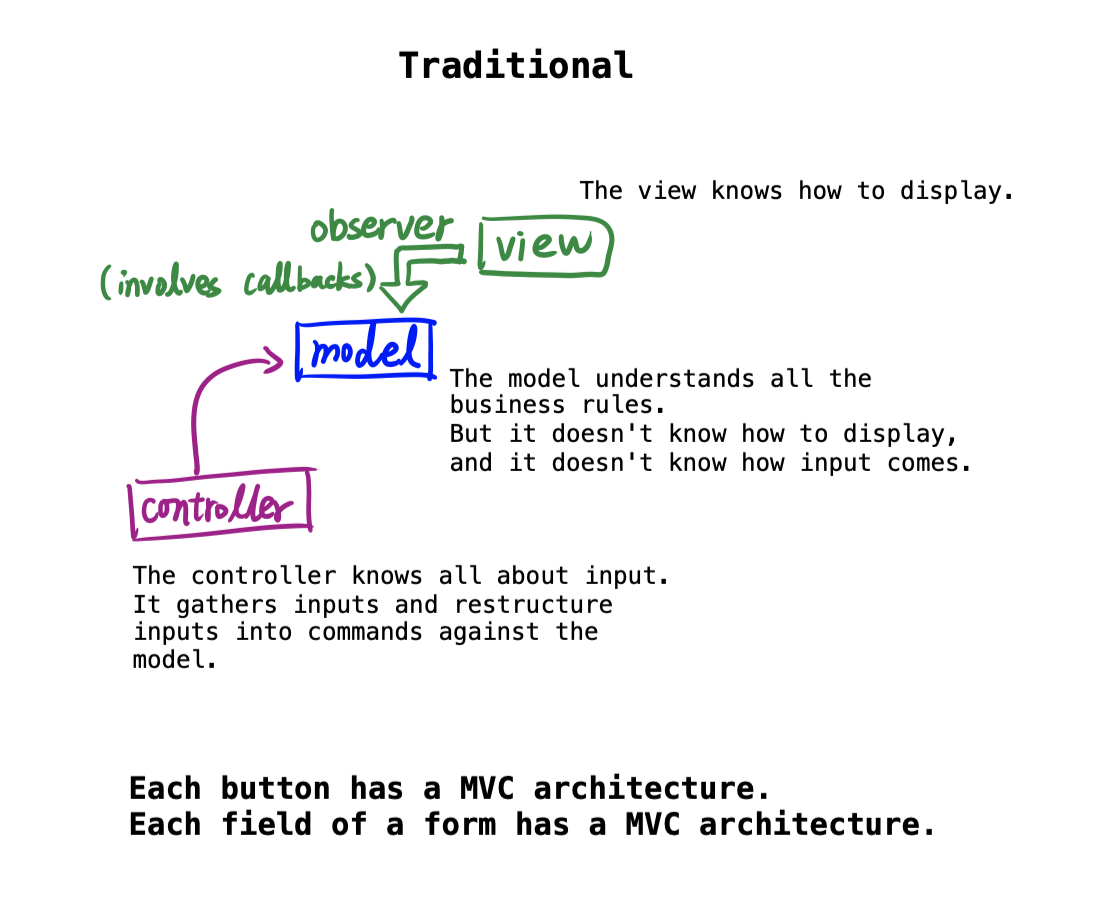 Traditional
The view knows how to display.
observer
view
(involves callbacks)
model
The model understands all the
business rules.
But it doesn't know how to display,
and it doesn't know how input comes.
controller
The controller knows all about input.
It gathers inputs and restructure
inputs into commands against the
model.
Each button has a MVC architecture.
Each field of a form has a MVC architecture.